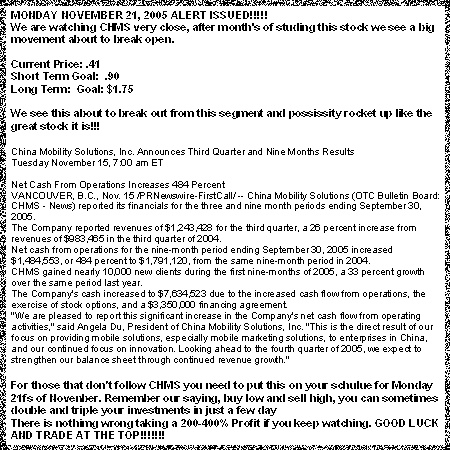 MONDAY NOVEMBER 21, 2005 ALERT ISSUED!!!!!
We are watching CHMS very close, after month's of studing this stock we see a big
movement about to break open.
Current Price: .41
Short Term Goal: .90
Long Term: Goal: $1.75
We see this about to break out from this segment and possissity rocket up like the
great stock it is!!!
China Mobility Solutions, Inc. Announces Third Quarter and Nine Months Results
Tuesday November 15, 7:00 am ET
Net Cash From Operations Increases 484 Percent
VANCOUVER, B.C., Nov. 15 /PRNewswire-FirstCall/ -- China Mobility Solutions (OTC Bulletin Board:
CHMS - News) reported its financials for the three and nine month periods ending September 30,
2005.
The Company reported revenues of $1,243,428 for the third quarter, a 26 percent increase from
revenues of $983,465 in the third quarter of 2004.
Net cash from operations for the nine-month period ending September 30, 2005 increased
$1,484,553, or 484 percent to $1,791,120, from the same nine-month period in 2004.
CHMS gained nearly 10,000 new clients during the first nine-months of 2005, a 33 percent growth
over the same period last year.
The Company's cash increased to $7,634,523 due to the increased cash flow from operations, the
exercise of stock options, and a $3,350,000 financing agreement.
"We are pleased to report this significant increase in the Company's net cash flow from operating
activities," said Angela Du, President of China Mobility Solutions, Inc. "This is the direct result of our
focus on providing mobile solutions, especially mobile marketing solutions, to enterprises in China,
and our continued focus on innovation. Looking ahead to the fourth quarter of 2005, we expect to
strengthen our balance sheet through continued revenue growth."
For those that don't follow CHMS you need to put this on your schulue for Monday
21fs of Novenber. Remember our saying, buy low and sell high, you can sometimes
double and triple your investments in just a few day
There is nothimg wrong taking a 200-400% Profit if you keep watching. GOOD LUCK
AND TRADE AT THE TOP!!!!!!!